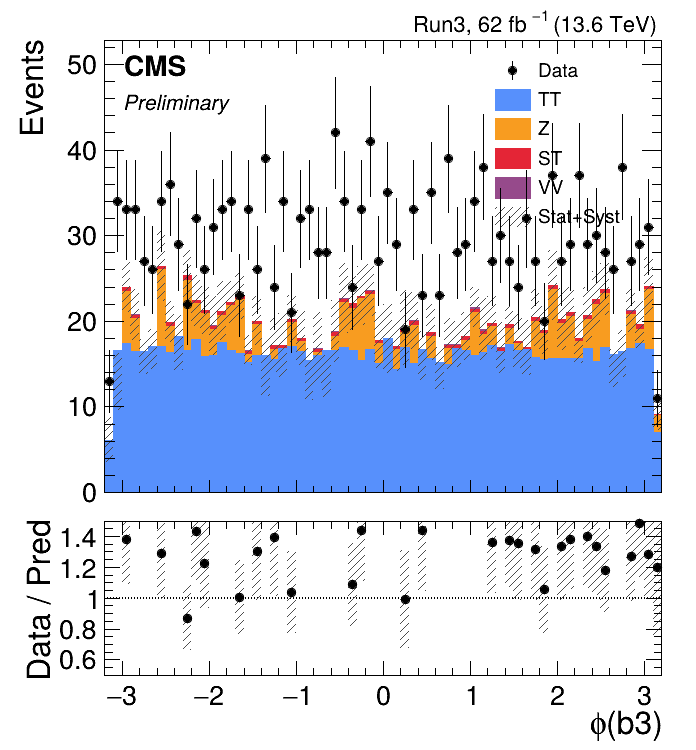 Run3, 62 fb⁻¹ (13.6 TeV)
Events
50
40
30
20
10
0
CMS
Preliminary
Data
TT
Z
ST
VV
Stat+Syst
Data / Pred
1.4
1.2
1
0.8
0.6
−3 −2 −1 0 1 2 3
ϕ(b3)